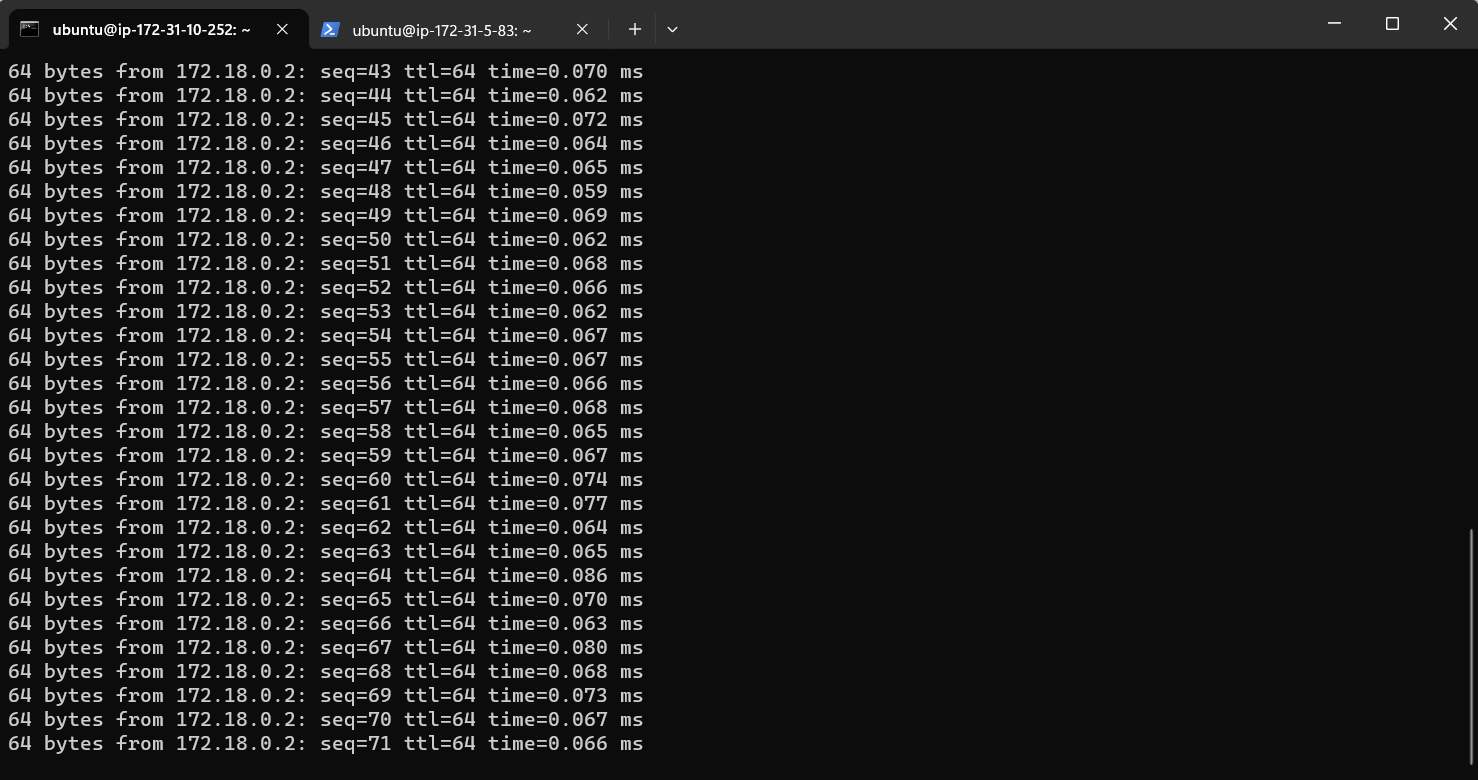 ubuntu@ip-172-31-10-252: ~ ubuntu@ip-172-31-5-83: ~
64 bytes from 172.18.0.2: seq=43 ttl=64 time=0.070 ms
64 bytes from 172.18.0.2: seq=44 ttl=64 time=0.062 ms
64 bytes from 172.18.0.2: seq=45 ttl=64 time=0.072 ms
64 bytes from 172.18.0.2: seq=46 ttl=64 time=0.064 ms
64 bytes from 172.18.0.2: seq=47 ttl=64 time=0.065 ms
64 bytes from 172.18.0.2: seq=48 ttl=64 time=0.059 ms
64 bytes from 172.18.0.2: seq=49 ttl=64 time=0.069 ms
64 bytes from 172.18.0.2: seq=50 ttl=64 time=0.062 ms
64 bytes from 172.18.0.2: seq=51 ttl=64 time=0.068 ms
64 bytes from 172.18.0.2: seq=52 ttl=64 time=0.066 ms
64 bytes from 172.18.0.2: seq=53 ttl=64 time=0.062 ms
64 bytes from 172.18.0.2: seq=54 ttl=64 time=0.067 ms
64 bytes from 172.18.0.2: seq=55 ttl=64 time=0.067 ms
64 bytes from 172.18.0.2: seq=56 ttl=64 time=0.066 ms
64 bytes from 172.18.0.2: seq=57 ttl=64 time=0.068 ms
64 bytes from 172.18.0.2: seq=58 ttl=64 time=0.065 ms
64 bytes from 172.18.0.2: seq=59 ttl=64 time=0.067 ms
64 bytes from 172.18.0.2: seq=60 ttl=64 time=0.074 ms
64 bytes from 172.18.0.2: seq=61 ttl=64 time=0.077 ms
64 bytes from 172.18.0.2: seq=62 ttl=64 time=0.064 ms
64 bytes from 172.18.0.2: seq=63 ttl=64 time=0.065 ms
64 bytes from 172.18.0.2: seq=64 ttl=64 time=0.086 ms
64 bytes from 172.18.0.2: seq=65 ttl=64 time=0.070 ms
64 bytes from 172.18.0.2: seq=66 ttl=64 time=0.063 ms
64 bytes from 172.18.0.2: seq=67 ttl=64 time=0.080 ms
64 bytes from 172.18.0.2: seq=68 ttl=64 time=0.068 ms
64 bytes from 172.18.0.2: seq=69 ttl=64 time=0.073 ms
64 bytes from 172.18.0.2: seq=70 ttl=64 time=0.067 ms
64 bytes from 172.18.0.2: seq=71 ttl=64 time=0.066 ms